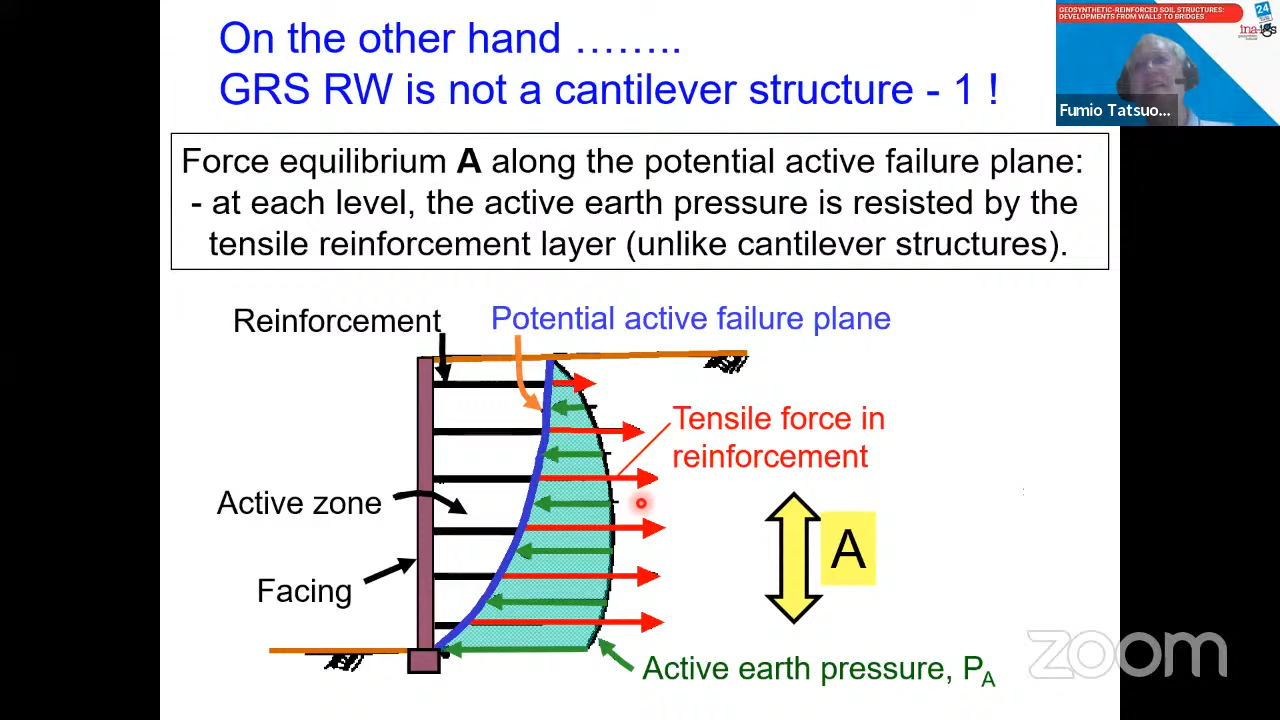 On the other hand ……..
GRS RW is not a cantilever structure - 1 !
GEOSYNTHETIC-REINFORCED SOIL STRUCTURES:
DEVELOPMENTS FROM WALLS TO BRIDGES
24
Fumio Tatsuo...
Force equilibrium A along the potential active failure plane:
- at each level, the active earth pressure is resisted by the
tensile reinforcement layer (unlike cantilever structures).
Reinforcement
Potential active failure plane
Tensile force in
reinforcement
Active zone
A
Facing
Active earth pressure, PA
zoom